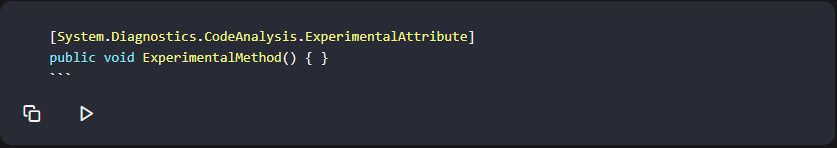 [System.Diagnostics.CodeAnalysis.ExperimentalAttribute]
public void ExperimentalMethod() { }
```